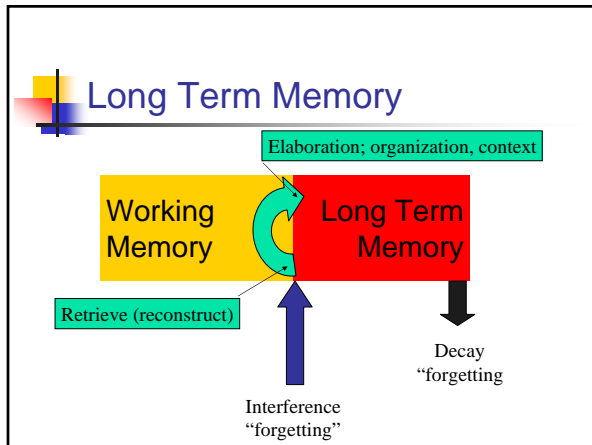 Long Term Memory
Elaboration; organization, context
Working
Memory
Long Term
Memory
Retrieve (reconstruct)
Decay
“forgetting
Interference
“forgetting”